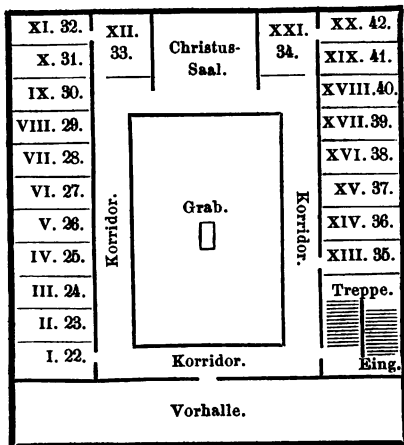 XI. 32.
X. 31.
IX. 30.
VIII. 29.
VII. 28.
VI. 27.
V. 26.
IV. 25.
III. 24.
II. 23.
I. 22.
XII.
33.
Christus-
Saal.
XXI.
34.
XX. 42.
XIX. 41.
XVIII. 40.
XVII. 39.
XVI. 38.
XV. 37.
XIV. 36.
XIII. 35.
Treppe.
Eing.
Korridor.
Grab.
Korridor.
Korridor.
Vorhalle.